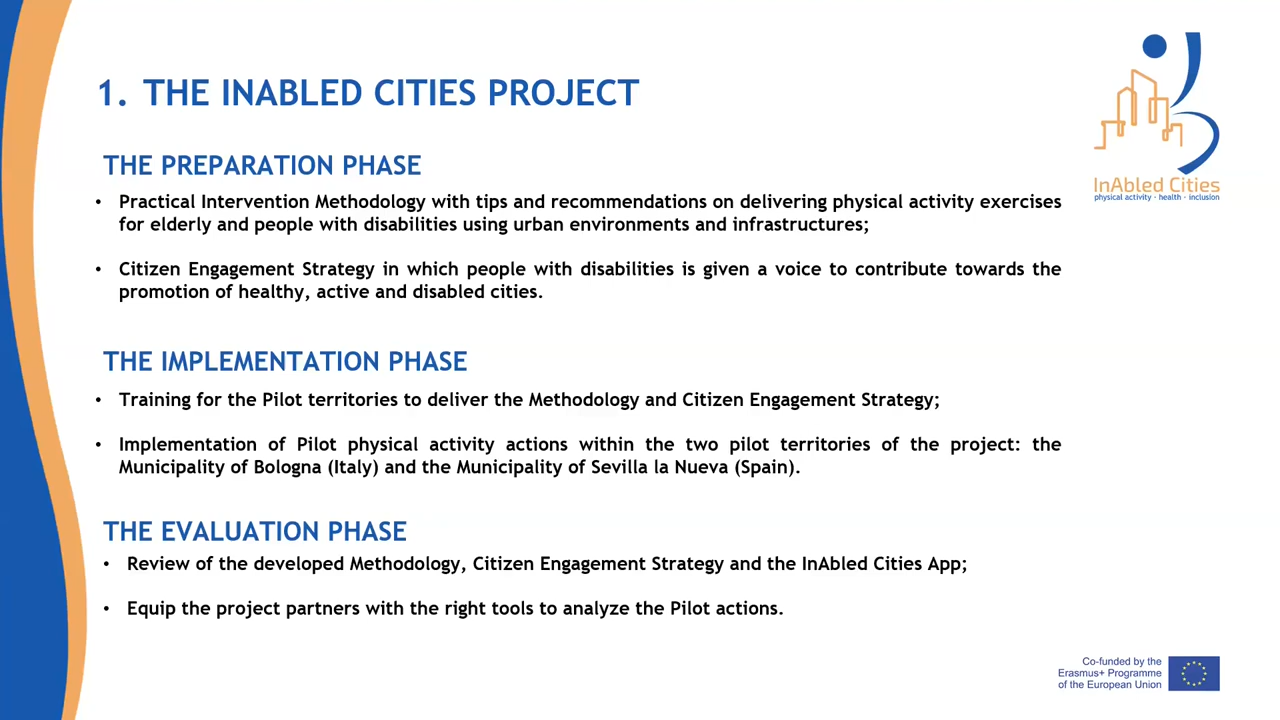 1. THE INABLED CITIES PROJECT
THE PREPARATION PHASE
• Practical Intervention Methodology with tips and recommendations on delivering physical activity exercises
for elderly and people with disabilities using urban environments and infrastructures;
• Citizen Engagement Strategy in which people with disabilities is given a voice to contribute towards the
promotion of healthy, active and disabled cities.
THE IMPLEMENTATION PHASE
• Training for the Pilot territories to deliver the Methodology and Citizen Engagement Strategy;
• Implementation of Pilot physical activity actions within the two pilot territories of the project: the
Municipality of Bologna (Italy) and the Municipality of Sevilla la Nueva (Spain).
THE EVALUATION PHASE
• Review of the developed Methodology, Citizen Engagement Strategy and the InAbled Cities App;
• Equip the project partners with the right tools to analyze the Pilot actions.
InAbled Cities
physical activity - health - inclusion
Co-funded by the
Erasmus+ Programme
of the European Union